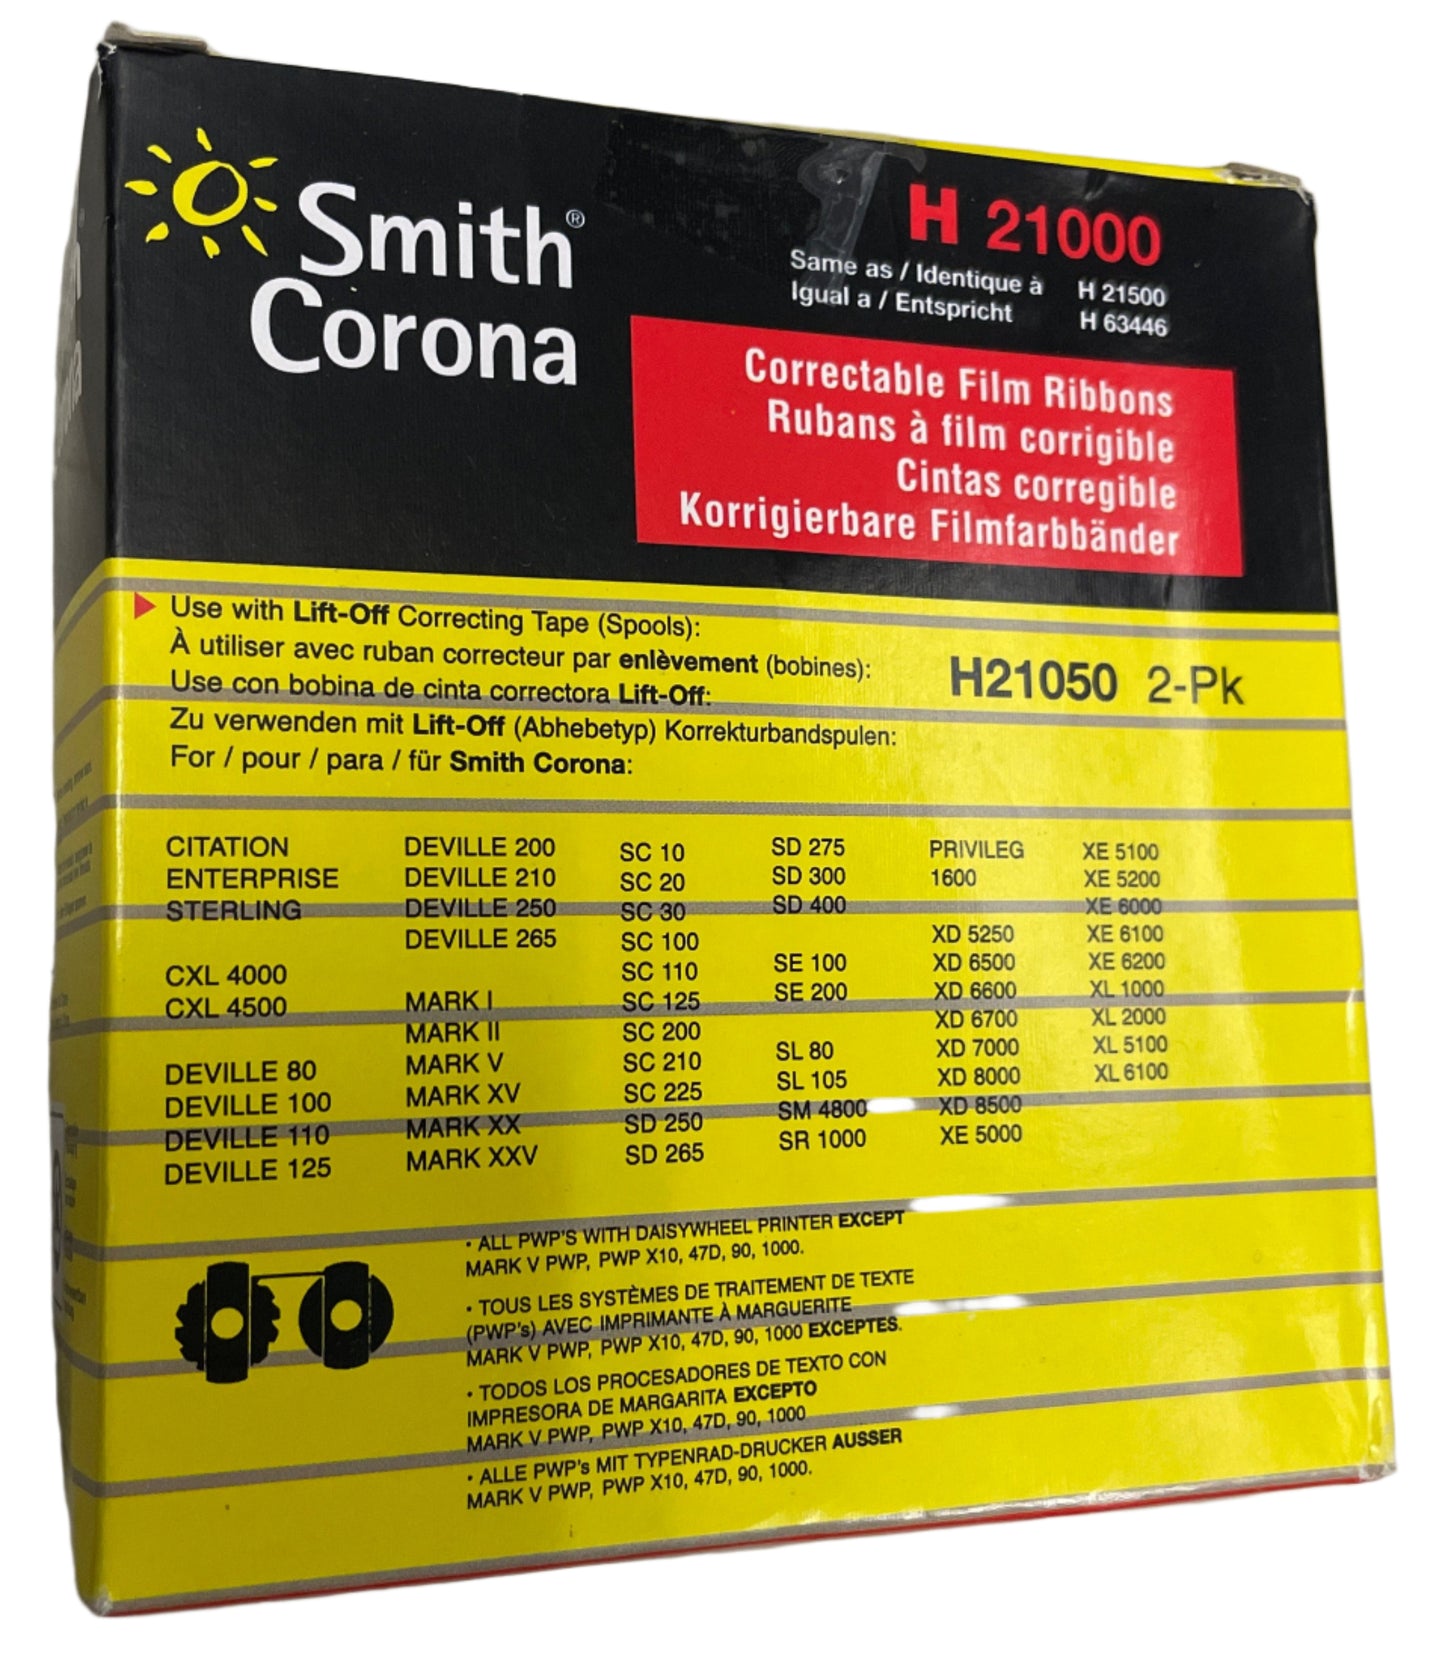 Smith®
Corona
H 21000
Same as / Identique à H 21500
Igual a / Entspricht H 63446
Correctable Film Ribbons
Rubans à film corrigible
Cintas corregible
Korrigierbare Filmfarbbänder
Use with Lift-Off Correcting Tape (Spools):
À utiliser avec ruban correcteur par enlèvement (bobines):
Use con bobina de cinta correctora Lift-Off:
Zu verwenden mit Lift-Off (Abhebetyp) Korrekturbandspulen:
H21050 2-Pk
For / pour / para / für Smith Corona:
CITATION
ENTERPRISE
STERLING
CXL 4000
CXL 4500
DEVILLE 80
DEVILLE 100
DEVILLE 110
DEVILLE 125
DEVILLE 200
DEVILLE 210
DEVILLE 250
DEVILLE 265
MARK I
MARK II
MARK V
MARK XV
MARK XX
MARK XXV
SC 10
SC 20
SC 30
SC 100
SC 110
SC 125
SC 200
SC 210
SC 225
SD 250
SD 265
SD 275
SD 300
SD 400
SE 100
SE 200
SL 80
SL 105
SM 4800
SR 1000
PRIVILEG
1600
XD 5250
XD 6500
XD 6600
XD 6700
XD 7000
XD 8000
XD 8500
XE 5000
XE 5100
XE 5200
XE 6000
XE 6100
XE 6200
XL 1000
XL 2000
XL 5100
XL 6100
• ALL PWP'S WITH DAISYWHEEL PRINTER EXCEPT
MARK V PWP, PWP X10, 47D, 90, 1000.
• TOUS LES SYSTÈMES DE TRAITEMENT DE TEXTE
(PWP's) AVEC IMPRIMANTE À MARGUERITE
MARK V PWP, PWP X10, 47D, 90, 1000 EXCEPTES.
• TODOS LOS PROCESADORES DE TEXTO CON
IMPRESORA DE MARGARITA EXCEPTO
MARK V PWP, PWP X10, 47D, 90, 1000
• ALLE PWP's MIT TYPENRAD-DRUCKER AUSSER
MARK V PWP, PWP X10, 47D, 90, 1000.